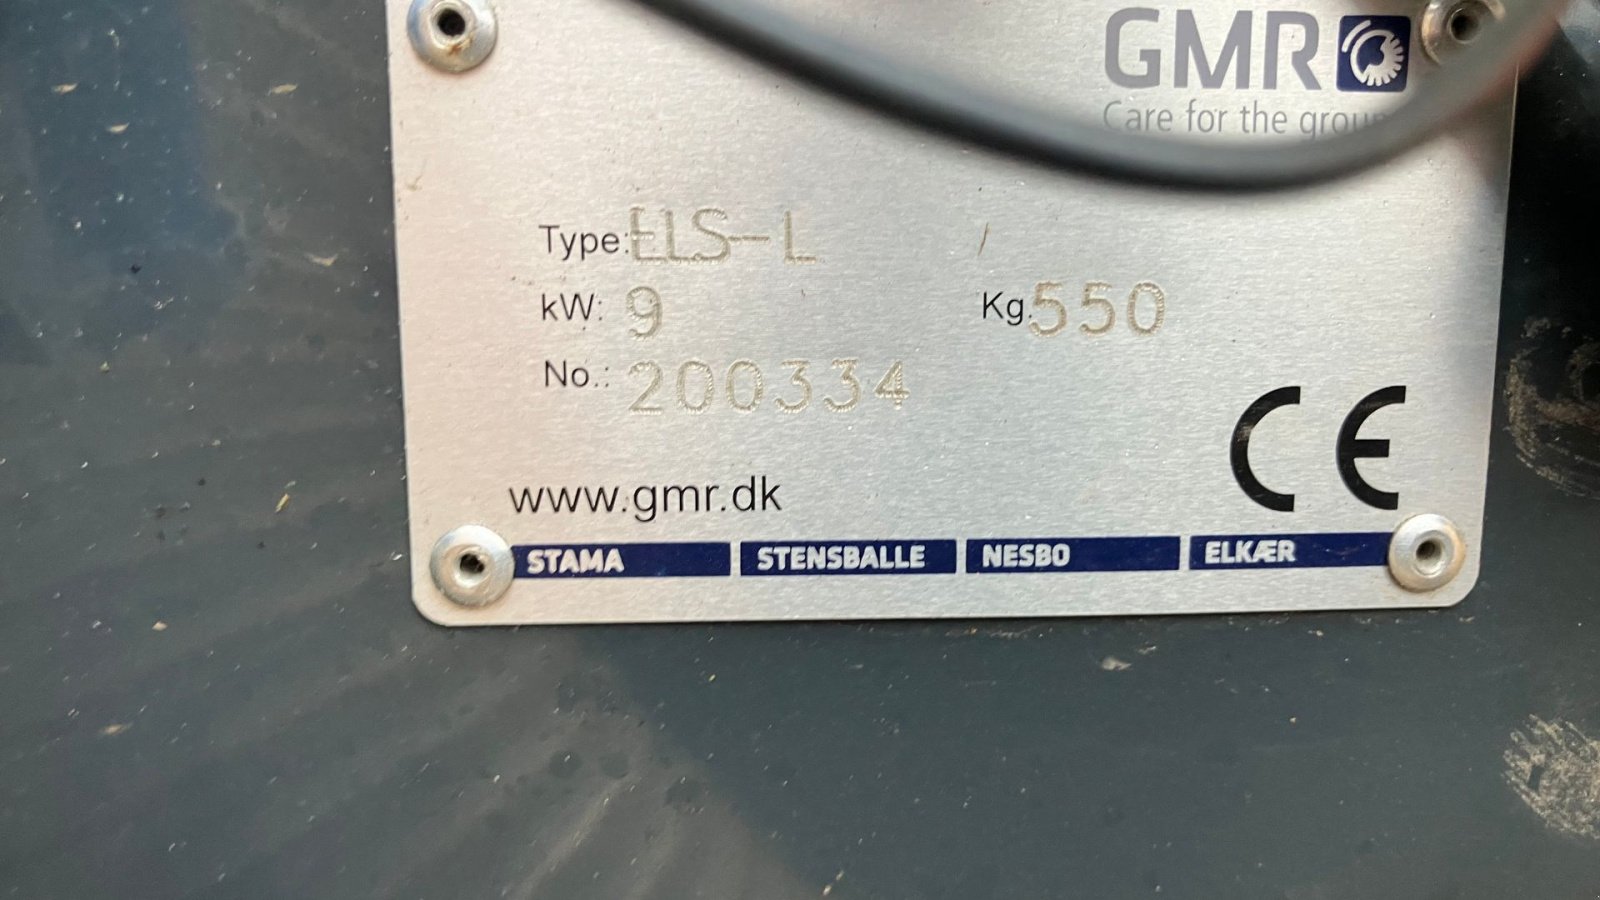 GMR
Care for the
Type: ELS-L /
kW: 9 Kg. 550
No.: 200334
www.gmr.dk
CE
STAMA STENSBALLE NESBO ELKÆR